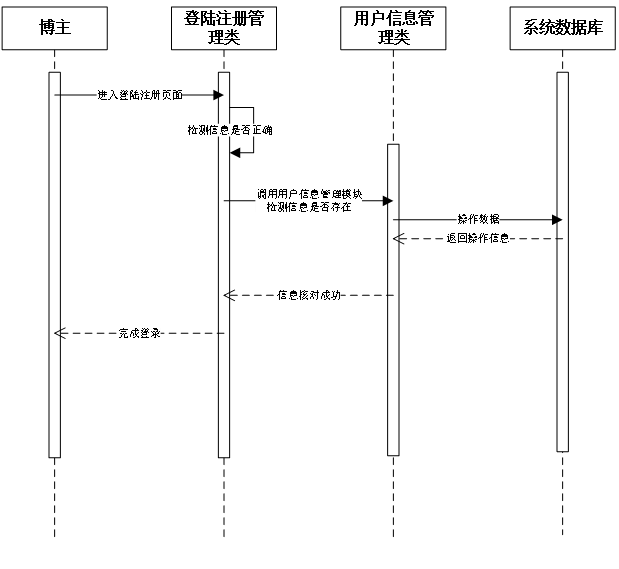 博主
登陆注册管
理类
用户信息管
理类
系统数据库
进入登陆注册页面
检测信息是否正确
调用用户信息管理模块
检测信息是否存在
操作数据
返回操作信息
信息核对成功
完成登录